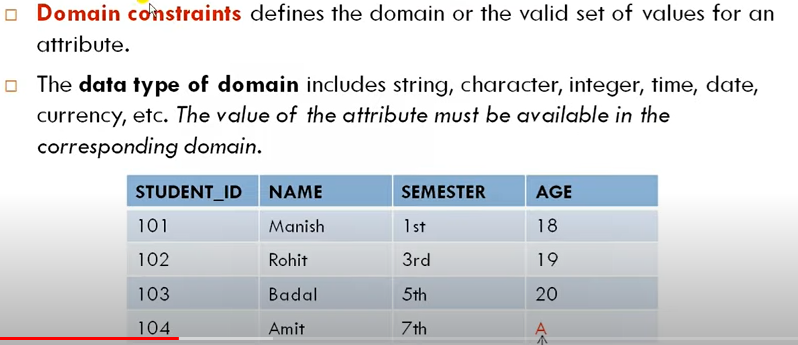 Domain constraints defines the domain or the valid set of values for an
attribute.
The data type of domain includes string, character, integer, time, date,
currency, etc. The value of the attribute must be available in the
corresponding domain.
STUDENT_ID NAME SEMESTER AGE
101 Manish 1st 18
102 Rohit 3rd 19
103 Badal 5th 20
104 Amit 7th A